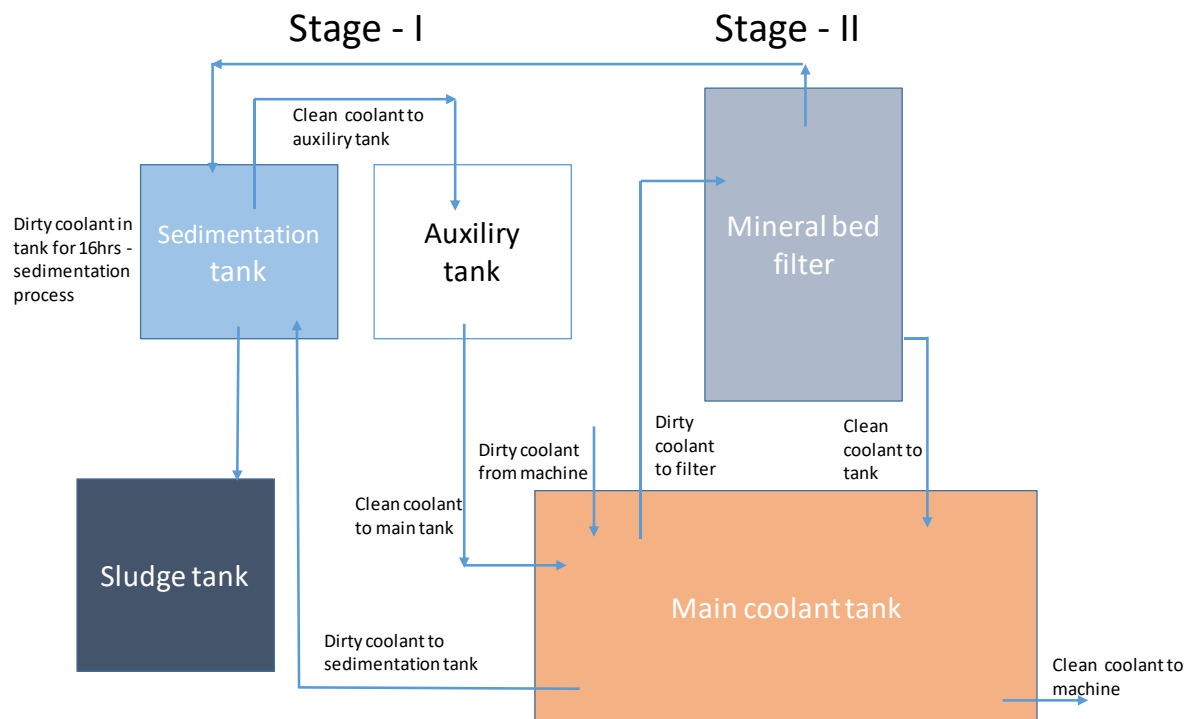 Stage - I
Stage - II
Clean coolant to
auxiliry tank
Dirty coolant in
tank for 16hrs -
sedimentation
process
Sedimentation
tank
Auxiliry
tank
Mineral bed
filter
Dirty coolant
from machine
Dirty
coolant
to filter
Clean
coolant to
tank
Clean coolant
to main tank
Sludge tank
Main coolant tank
Dirty coolant to
sedimentation tank
Clean coolant to
machine